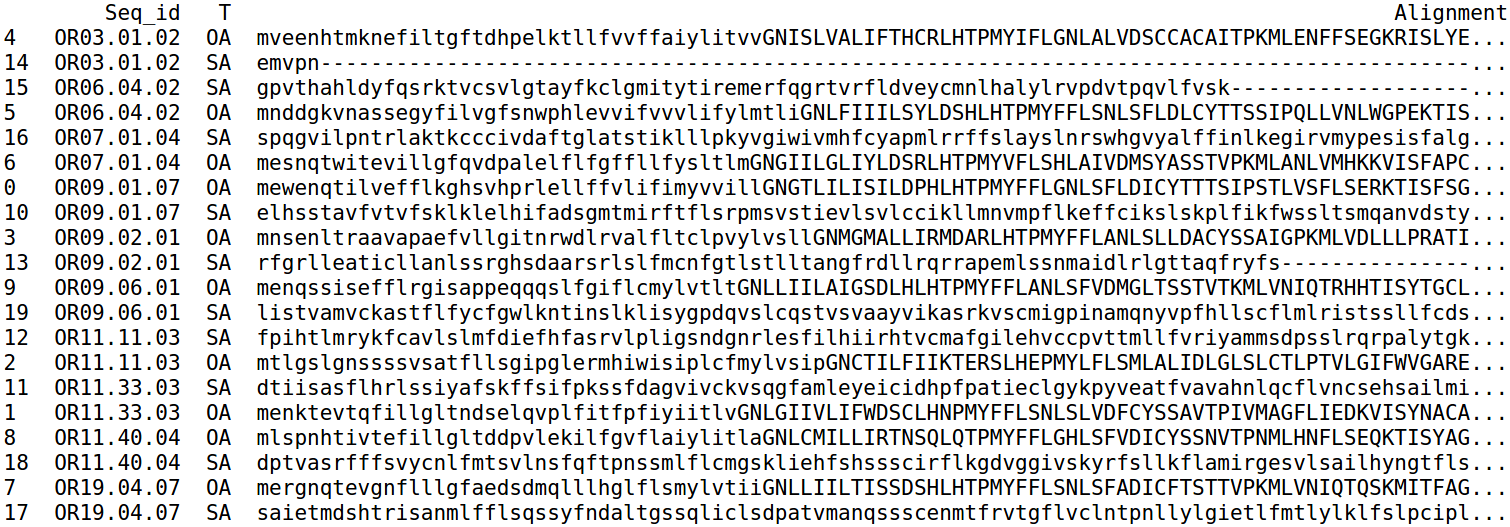 Seq_id T Alignment
4 OR03.01.02 OA mveenhtmknefiltgftdhpelktllfvvffaiylitvvGNISLVALIFTHCRLHTPMYIFLGNLALVDSCCACAITPKMLENFFSEGKRISLYE...
14 OR03.01.02 SA emvpn-------------------------------------------------------------------------------------------...
15 OR06.04.02 SA gpvthahldyfqsrktvcsvlgtayfkclgmitytiremerfqgrtvrfldveycmnlhalylrvpdvtpqvlfvsk-------------------...
5 OR06.04.02 OA mnddgkvnassegyfilvgfsnwphlevvifvvvlifylmtliGNLFIIILSYLDSHLHTPMYFFLSNLSFLDLCYTTSSIPQLLVNLWGPEKTIS...
16 OR07.01.04 SA spqgvilpntrlaktkcccivdaftglatstiklllpkyvgiwivmhfcyapmlrrffslayslnrswhgvyalffinlkegirvmypesisfalg...
6 OR07.01.04 OA mesnqtwitevillgfqvdpalelflfgffllfysltlmGNGIILGLIYLDSRLHTPMYVFLSHLAIVDMSYASSTVPKMLANLVMHKKVISFAPC...
0 OR09.01.07 OA mewenqtilvefflkghsvhprlellffvlifimyvvillGNGTLILISILDPHLHTPMYFFLGNLSFLDICYTTTSIPSTLVSFLSERKTISFSG...
10 OR09.01.07 SA elhsstavfvtvfsklklelhifadsgmtmirftflsrpmsvstievlsvlccikllmnvmpflkeffcikslskplfikfwssltsmqanvdsty...
3 OR09.02.01 OA mnsenltraavapaefvllgitnrwdlrvalfltclpvylvsllGNMGMALLIRMDARLHTPMYFFLANLSLLDACYSSAIGPKMLVDLLLPRATI...
13 OR09.02.01 SA rfgrlleaticllanlssrghsdaarsrlslfmcnfgtlstlltangfrdllrqrrapemlssnmaidlrlgttaqfryfs---------------...
9 OR09.06.01 OA menqssisefflrgisappeqqqslfgiflcmylvtltGNLLIILAIGSDLHLHTPMYFFLANLSFVDMGLTSSTVTKMLVNIQTRHHTISYTGCL...
19 OR09.06.01 SA listvamvckastflfycfgwlkntinslklisygpdqvslcqstvsvaayvikasrkvscmigpinamqnyvpfhllscflmlristssllfcds...
12 OR11.11.03 SA fpihtlmrykfcavlslmfdiefhfasrvlpligsndgnrlesfilhiirhtvcmafgilehvccpvttmllfvriyammsdpsslrqrpalytgk...
2 OR11.11.03 OA mtlgslgnssssvsatfllsgipglermhiwisiplcfmylvsipGNCTILFIIKTERSLHEPMYLFLSMLALIDLGLSLCTLPTVLGIFWVGARE...
11 OR11.33.03 SA dtiisasflhrlssiyafskffsifpkssfdagvivckvsqgfamleyeicidhpfpatieclgykpyveatfvavahnlqcflvncsehsailmi...
1 OR11.33.03 OA menktevtqfillgltndselqvplfitfpfiyiitlvGNLGIIVLIFWDSCLHNPMYFFLSNLSLVDFCYSSAVTPIVMAGFLIEDKVISYNACA...
8 OR11.40.04 OA mlspnhtivtefillgltddpvlekilfgvflaiylitlaGNLCMILLIRTNSQLQTPMYFFLGHLSFVDICYSSNVTPNMLHNFLSEQKTISYAG...
18 OR11.40.04 SA dptvasrfffsvycnlfmtsvlnsfqftpnssmlflcmgskliehfshssscirflkgdvggivskyrfsllkflamirgesvlsailhyngtfls...
7 OR19.04.07 OA mergnqtevgnflllgfaedsdmqlllhglflsmylvtiiGNLLIILTISSDSHLHTPMYFFLSNLSFADICFTSTTVPKMLVNIQTQSKMITFAG...
17 OR19.04.07 SA saietmdshtrisanmlfflsqssyfndaltgssqliclsdpatvmanqssscenmtfrvtgflvclntpnllylgietlfmtlylklfslpcipl...